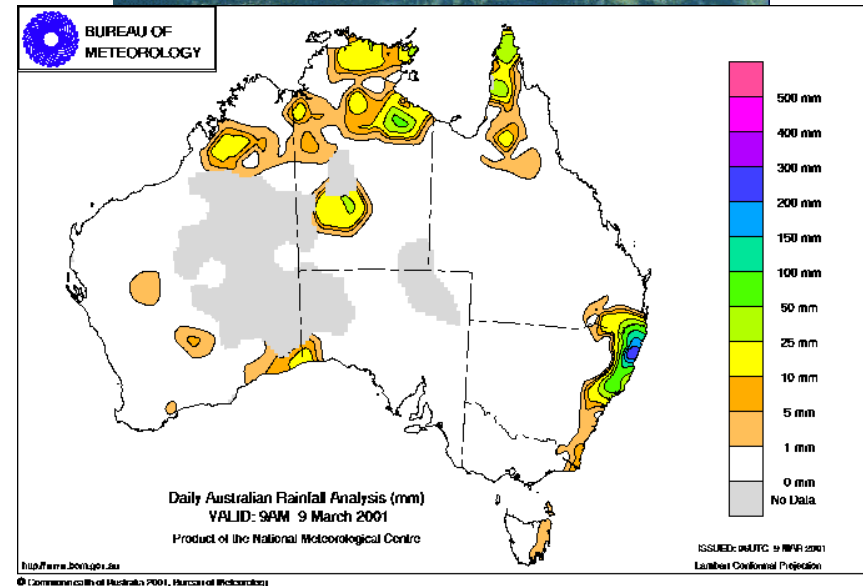 BUREAU OF
METEOROLOGY
500 mm
400 mm
300 mm
200 mm
150 mm
100 mm
50 mm
25 mm
10 mm
5 mm
1 mm
0 mm
No Data
Daily Australian Rainfall Analysis (mm)
VALID: 9AM 9 March 2001
Product of the National Meteorological Centre
http://www.bom.gov.au
ISSUED: 06UTC 9 MAR 2001
Lambert Conformal Projection
© Commonwealth of Australia 2001, Bureau of Meteorology